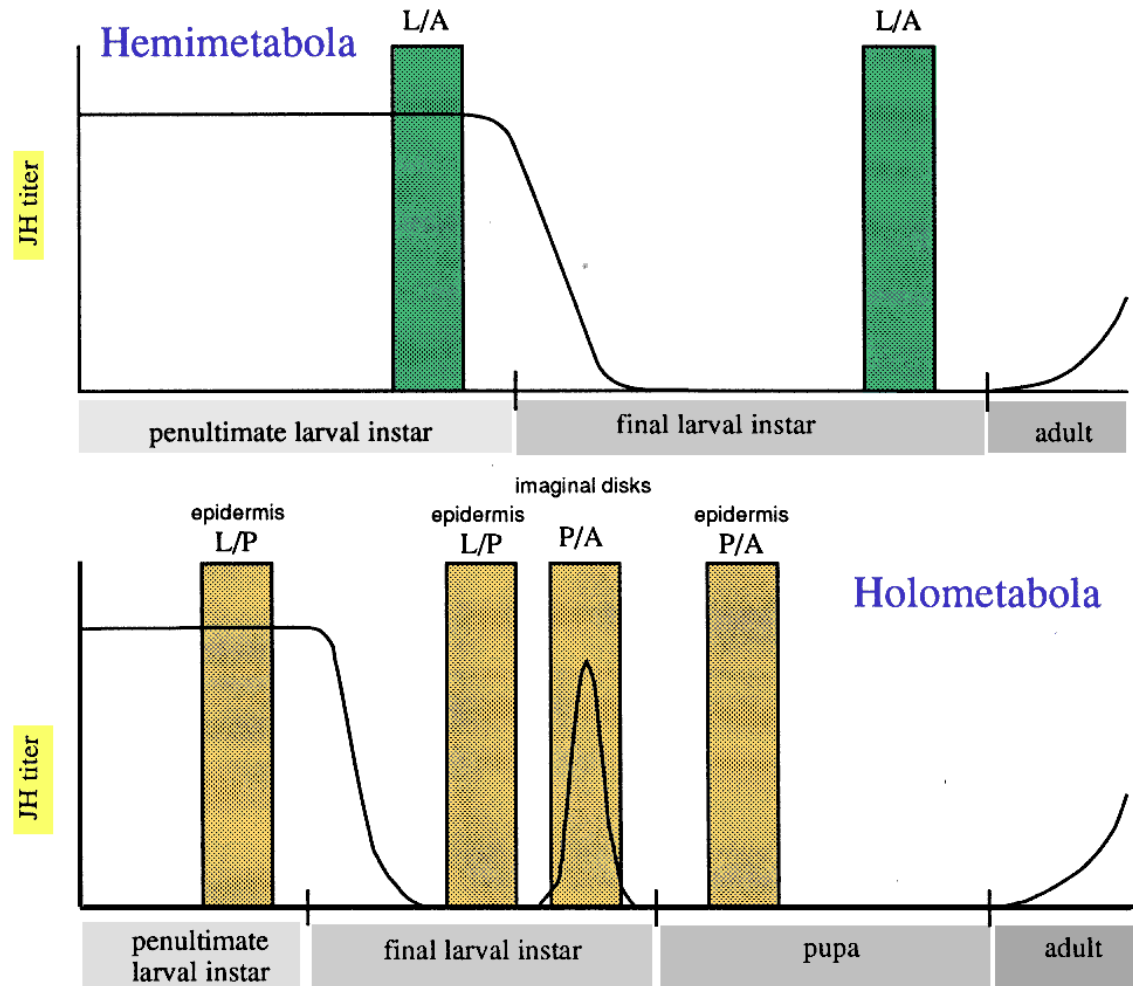 Hemimetabola
L/A
L/A
JH titer
penultimate larval instar
final larval instar
adult
imaginal disks
epidermis
L/P
epidermis
L/P
P/A
epidermis
P/A
Holometabola
JH titer
penultimate
larval instar
final larval instar
pupa
adult